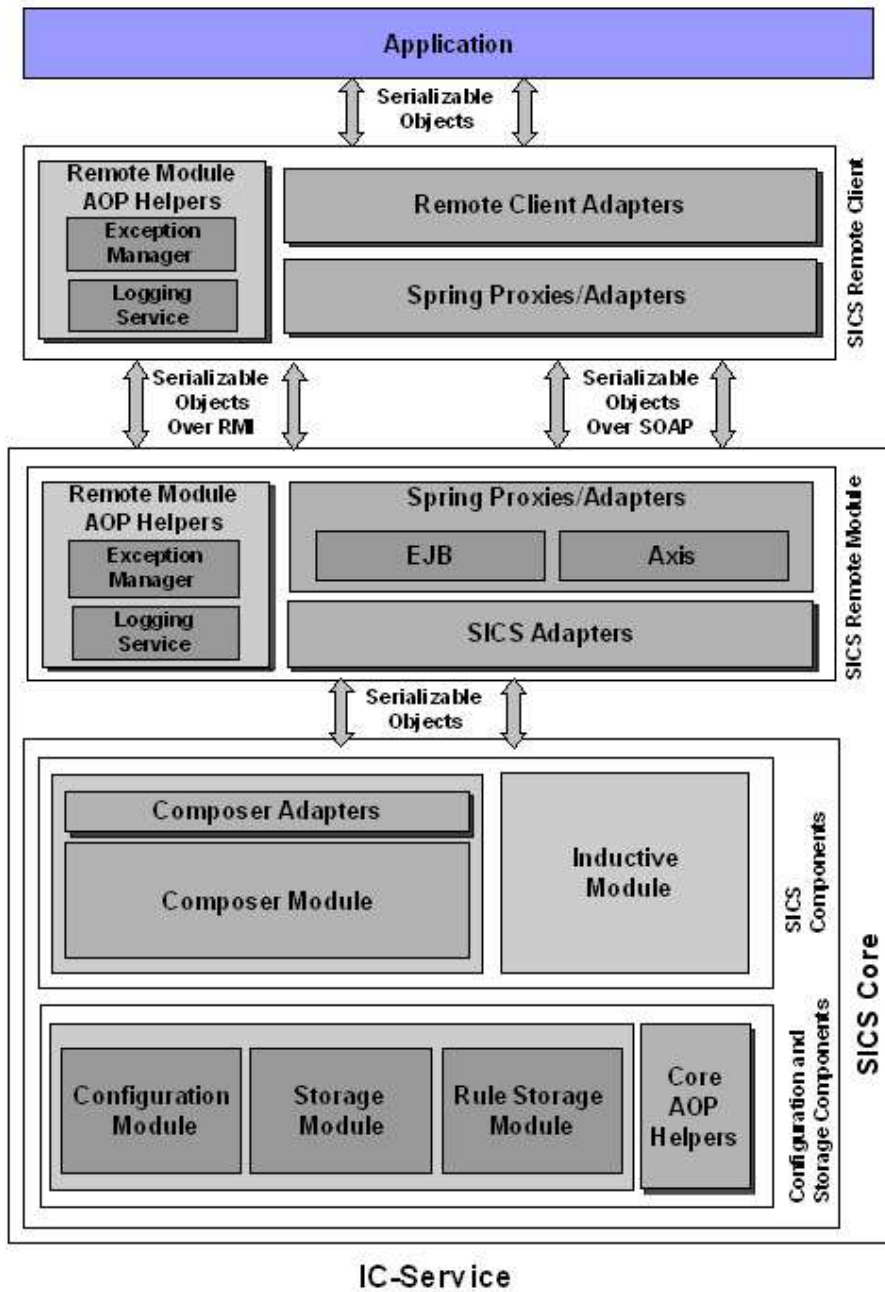 Application
Serializable
Objects
Remote Module
AOP Helpers
Exception
Manager
Logging
Service
Remote Client Adapters
Spring Proxies/Adapters
SICS Remote Client
Serializable
Objects
Over RMI
Serializable
Objects
Over SOAP
Remote Module
AOP Helpers
Exception
Manager
Logging
Service
Spring Proxies/Adapters
EJB
Axis
SICS Adapters
SICS Remote Module
Serializable
Objects
Composer Adapters
Composer Module
Inductive
Module
SICS
Components
Configuration
Module
Storage
Module
Rule Storage
Module
Core
AOP
Helpers
Configuration and
Storage Components
SICS Core
IC-Service